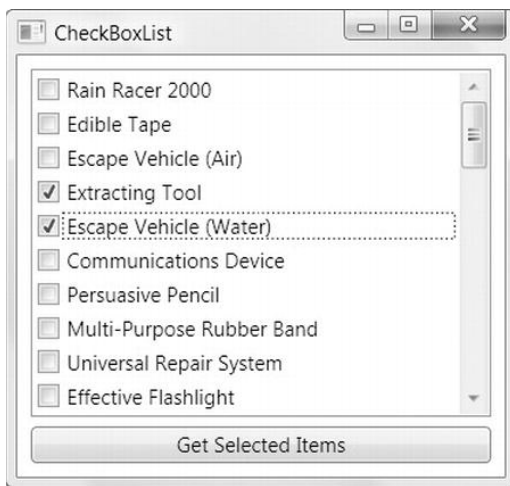 CheckBoxList
Rain Racer 2000
Edible Tape
Escape Vehicle (Air)
Extracting Tool
Escape Vehicle (Water)
Communications Device
Persuasive Pencil
Multi-Purpose Rubber Band
Universal Repair System
Effective Flashlight
Get Selected Items